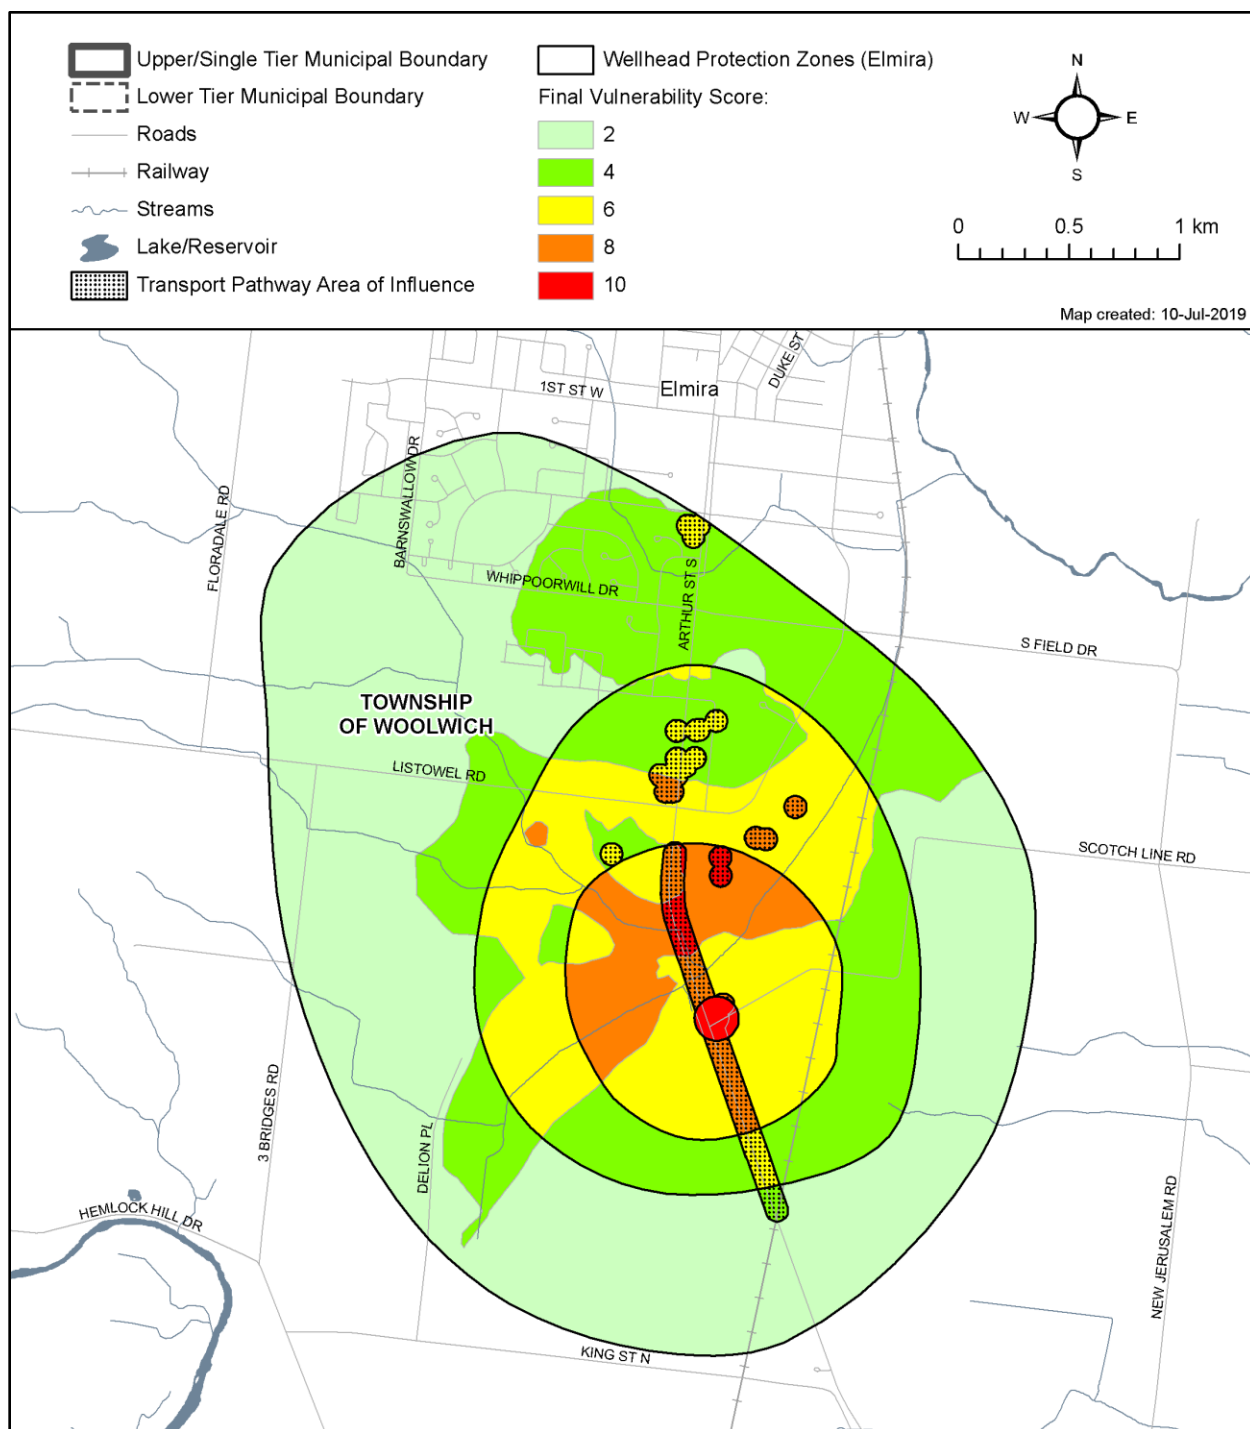 Upper/Single Tier Municipal Boundary
Lower Tier Municipal Boundary
Roads
Railway
Streams
Lake/Reservoir
Transport Pathway Area of Influence
Wellhead Protection Zones (Elmira)
Final Vulnerability Score:
2
4
6
8
10
N
W E
S
0 0.5 1 km
Map created: 10-Jul-2019
DUKE ST
1ST ST W
Elmira
BARNSWALLOW DR
FLORADALE RD
WHIPPOORWILL DR
ARTHUR ST S
S FIELD DR
TOWNSHIP
OF WOOLWICH
LISTOWEL RD
SCOTCH LINE RD
3 BRIDGES RD
DELION PL
HEMLOCK HILL DR
NEW JERUSALEM RD
KING ST N